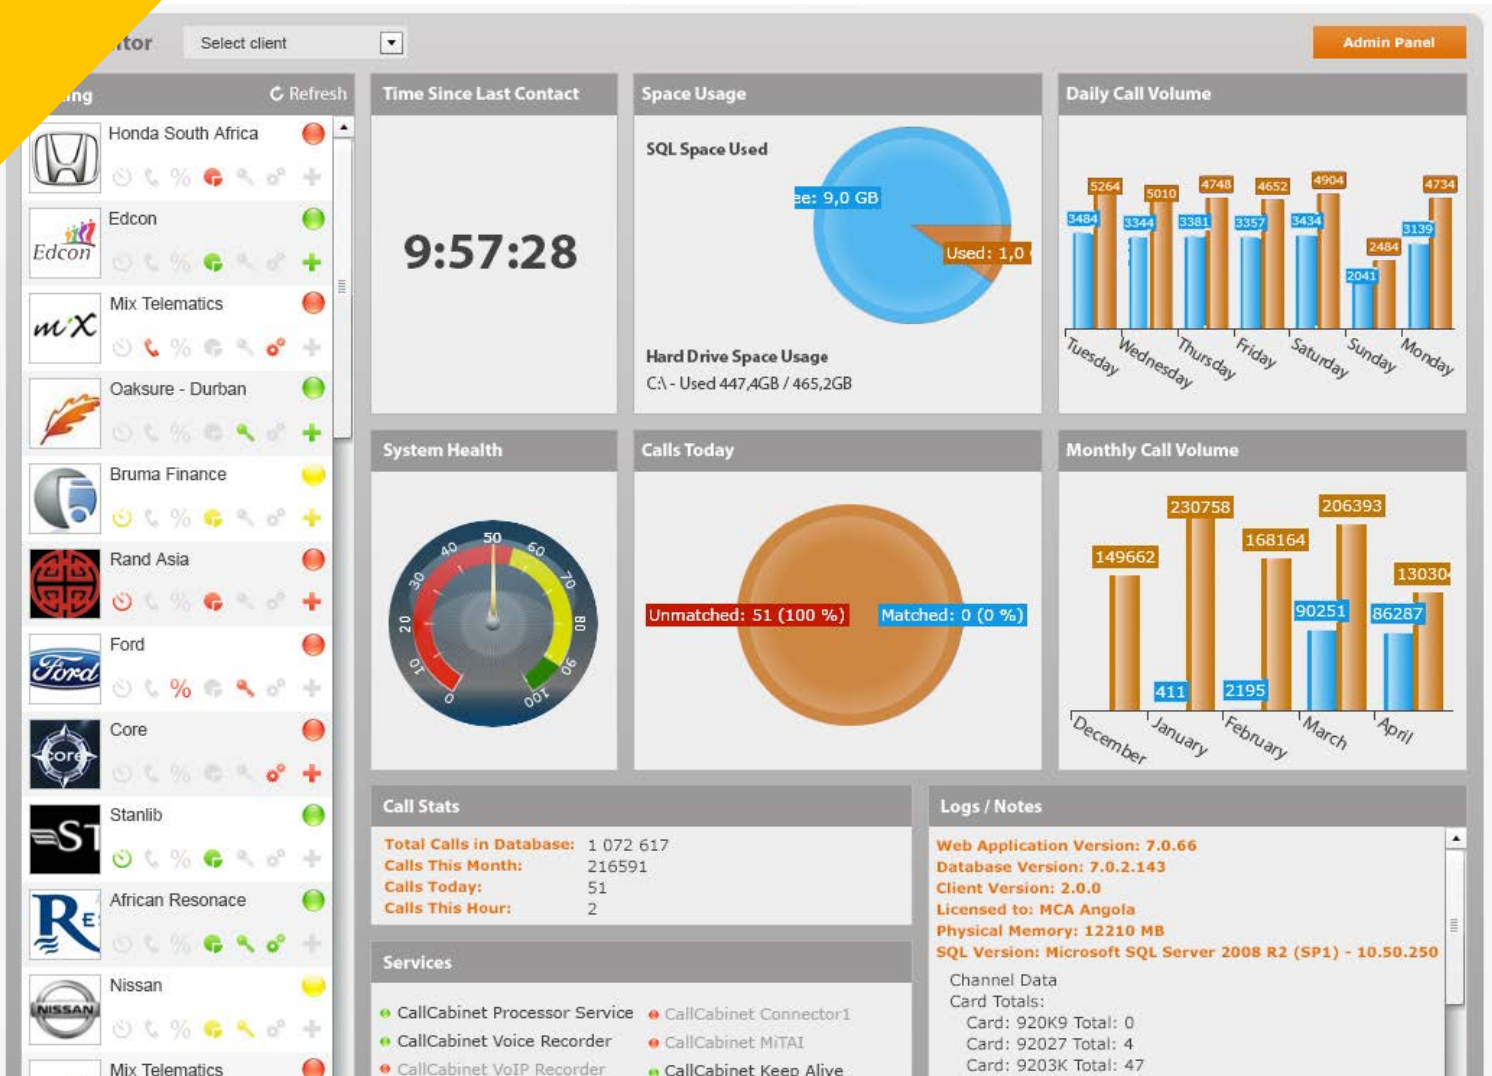 itor
Select client
Admin Panel
ing
Refresh
Honda South Africa
Edcon
Edcon
Mix Telematics
mix
Oaksure - Durban
Bruma Finance
Rand Asia
Ford
Ford
Core
core
Stanlib
ST
African Resonace
RE
Nissan
NISSAN
Mix Telematics
Time Since Last Contact
9:57:28
Space Usage
SQL Space Used
ee: 9,0 GB
Used: 1,0
Hard Drive Space Usage
C:\ - Used 447,4GB / 465,2GB
Daily Call Volume
5264
5010
4748
4652
4904
2484
4734
3484
3344
3381
3357
3434
2041
3139
Tuesday
Wednesday
Thursday
Friday
Saturday
Sunday
Monday
System Health
0
10
20
30
40
50
60
70
80
90
100
Calls Today
Unmatched: 51 (100 %)
Matched: 0 (0 %)
Monthly Call Volume
149662
230758
168164
206393
13030
411
2195
90251
86287
December
January
February
March
April
Call Stats
Total Calls in Database: 1 072 617
Calls This Month: 216591
Calls Today: 51
Calls This Hour: 2
Services
CallCabinet Processor Service
CallCabinet Connector1
CallCabinet Voice Recorder
CallCabinet MiTAI
CallCabinet VoIP Recorder
CallCabinet Keep Alive
Logs / Notes
Web Application Version: 7.0.66
Database Version: 7.0.2.143
Client Version: 2.0.0
Licensed to: MCA Angola
Physical Memory: 12210 MB
SQL Version: Microsoft SQL Server 2008 R2 (SP1) - 10.50.250
Channel Data
Card Totals:
Card: 920K9 Total: 0
Card: 92027 Total: 4
Card: 9203K Total: 47